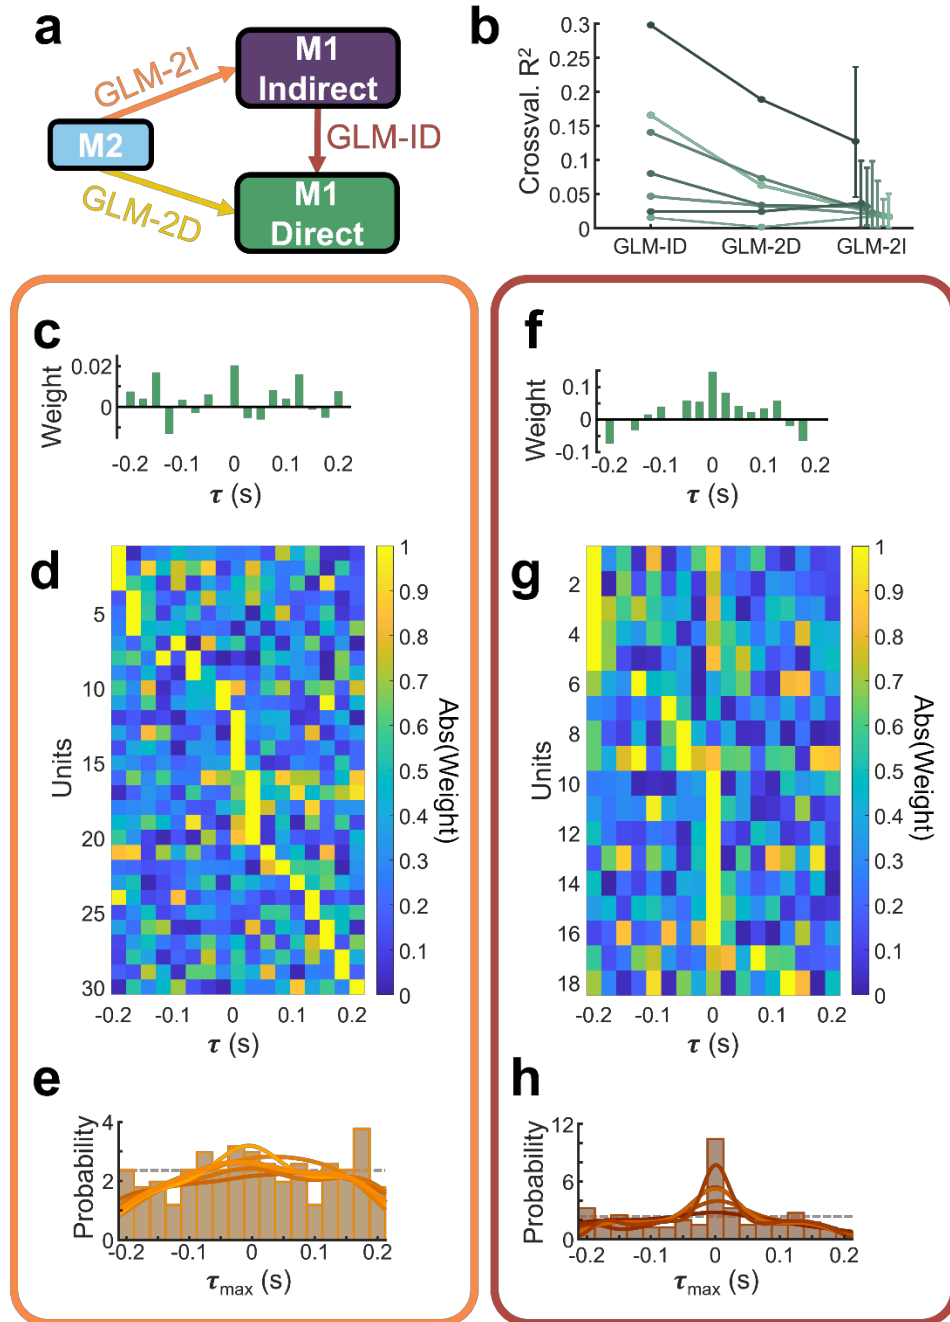 a
M1
Indirect
GLM-2I
M2
GLM-ID
GLM-2D
M1
Direct
b
Crossval. R²
0.3
0.25
0.2
0.15
0.1
0.05
0
GLM-ID GLM-2D GLM-2I
c
Weight
0.02
0
-0.2 -0.1 0 0.1 0.2
τ (s)
f
Weight
0.1
0
-0.1
-0.2 -0.1 0 0.1 0.2
τ (s)
d
Units
5
10
15
20
25
30
-0.2 -0.1 0 0.1 0.2
τ (s)
1
0.9
0.8
0.7
0.6
0.5
0.4
0.3
0.2
0.1
0
Abs(Weight)
g
Units
2
4
6
8
10
12
14
16
18
-0.2 -0.1 0 0.1 0.2
τ (s)
1
0.9
0.8
0.7
0.6
0.5
0.4
0.3
0.2
0.1
0
Abs(Weight)
e
Probability
4
2
0
-0.2 -0.1 0 0.1 0.2
τmax (s)
h
Probability
12
6
0
-0.2 -0.1 0 0.1 0.2
τmax (s)